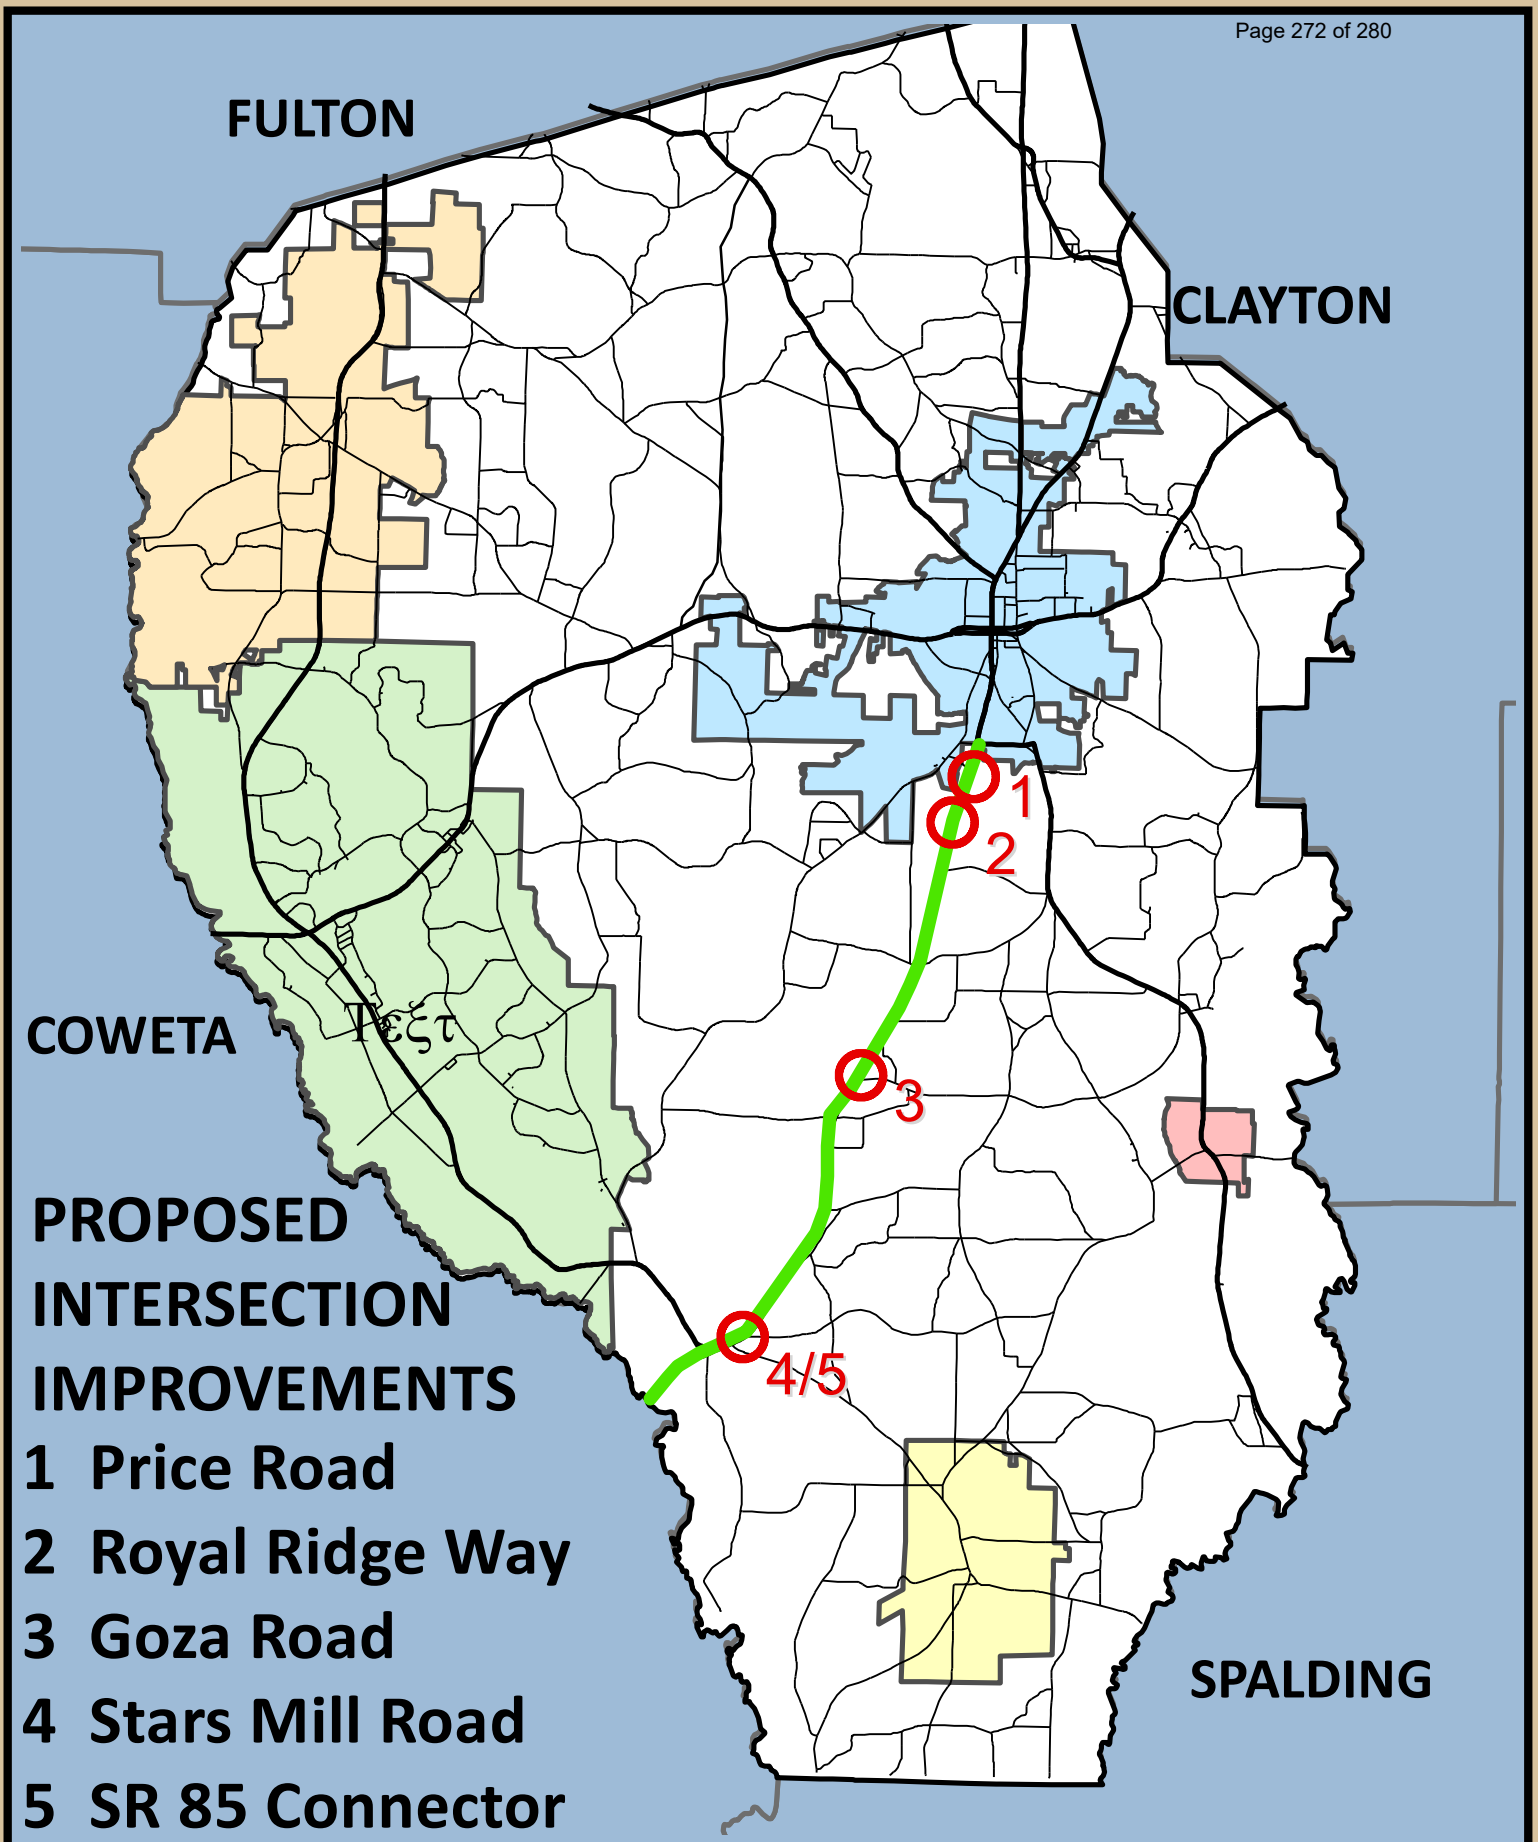 Page 272 of 280
FULTON
CLAYTON
1
2
COWETA
Τεξτ
3
PROPOSED
INTERSECTION
IMPROVEMENTS
4/5
1 Price Road
2 Royal Ridge Way
3 Goza Road
4 Stars Mill Road
5 SR 85 Connector
SPALDING